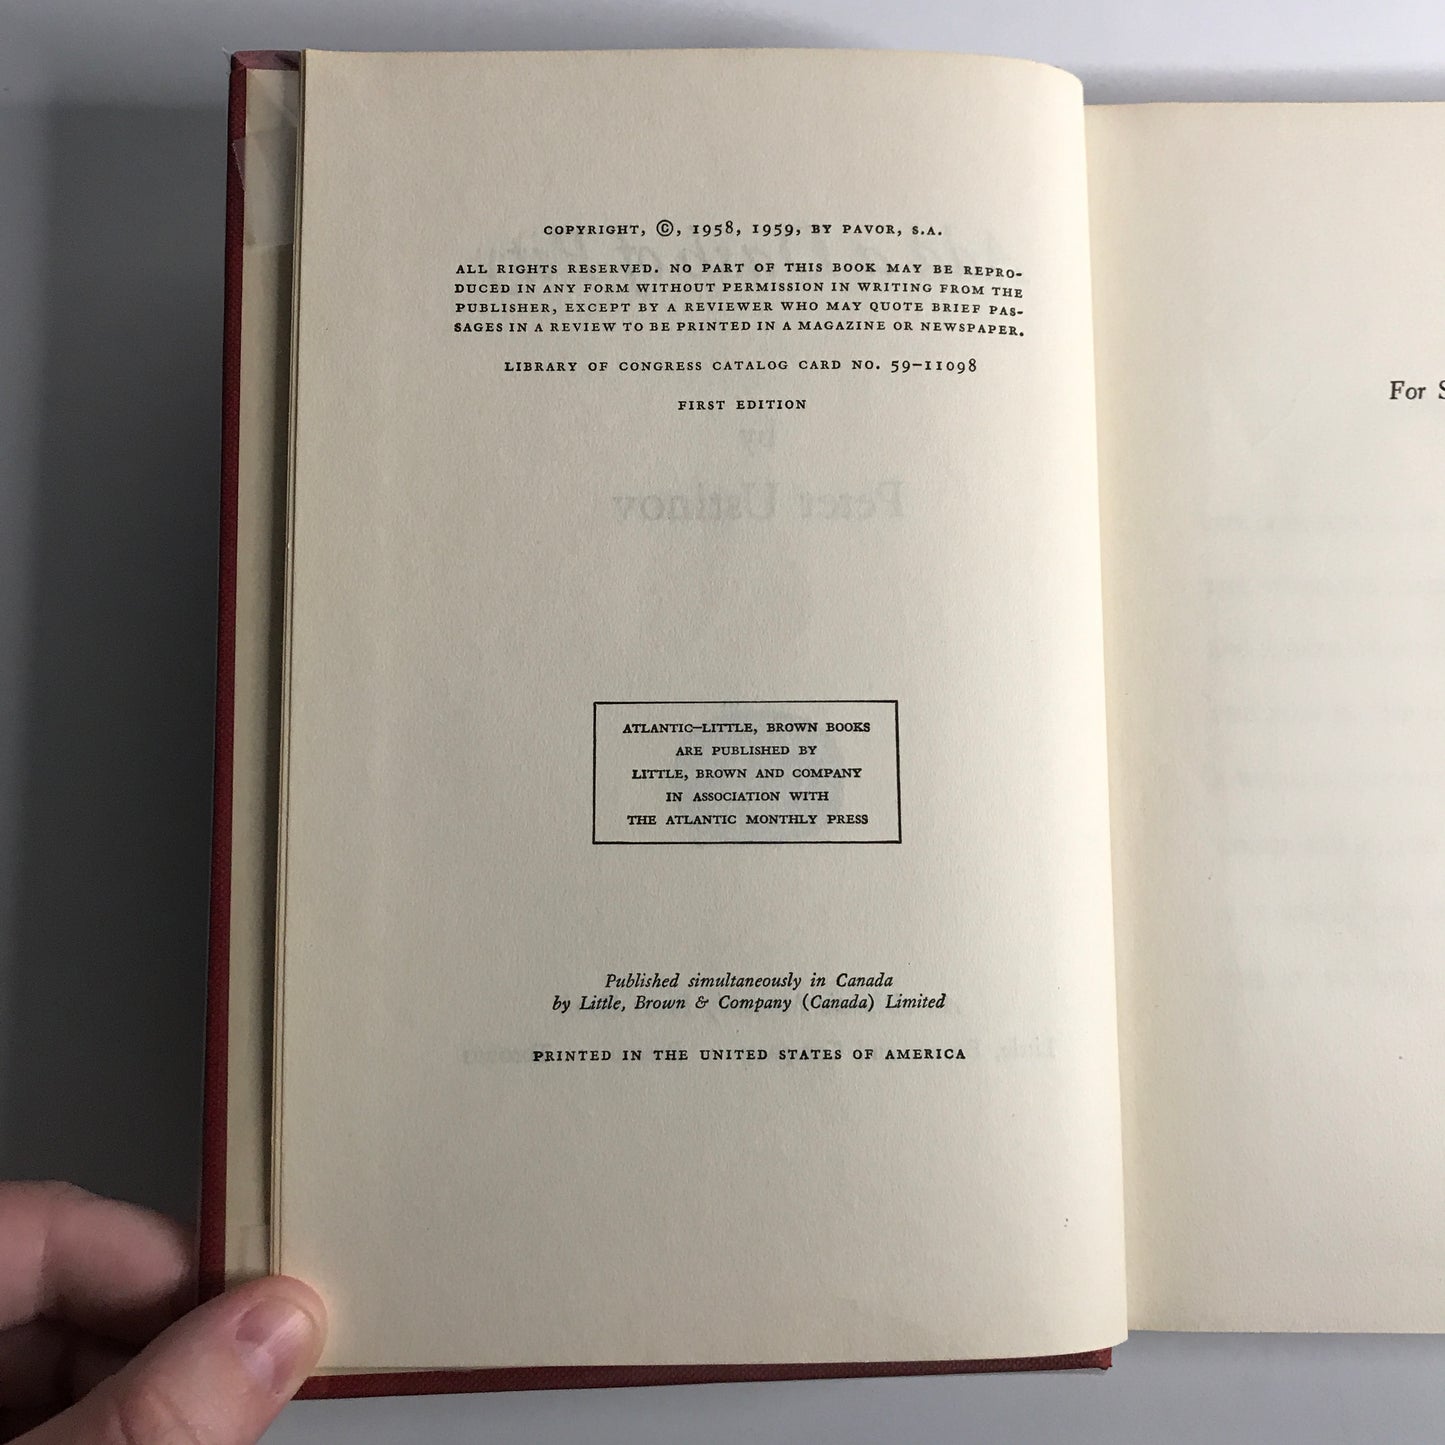 COPYRIGHT, ©, 1958, 1959, BY PAVOR, S.A.
ALL RIGHTS RESERVED. NO PART OF THIS BOOK MAY BE REPRO-
DUCED IN ANY FORM WITHOUT PERMISSION IN WRITING FROM THE
PUBLISHER, EXCEPT BY A REVIEWER WHO MAY QUOTE BRIEF PAS-
SAGES IN A REVIEW TO BE PRINTED IN A MAGAZINE OR NEWSPAPER.
LIBRARY OF CONGRESS CATALOG CARD NO. 59–11098
FIRST EDITION
by
Peter Ustinov
ATLANTIC–LITTLE, BROWN BOOKS
ARE PUBLISHED BY
LITTLE, BROWN AND COMPANY
IN ASSOCIATION WITH
THE ATLANTIC MONTHLY PRESS
Published simultaneously in Canada
by Little, Brown & Company (Canada) Limited
PRINTED IN THE UNITED STATES OF AMERICA
For S